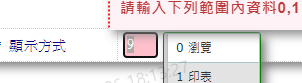 請輸入下列範圍內資料0,1
* 顯示方式 9
0 瀏覽
1 印表